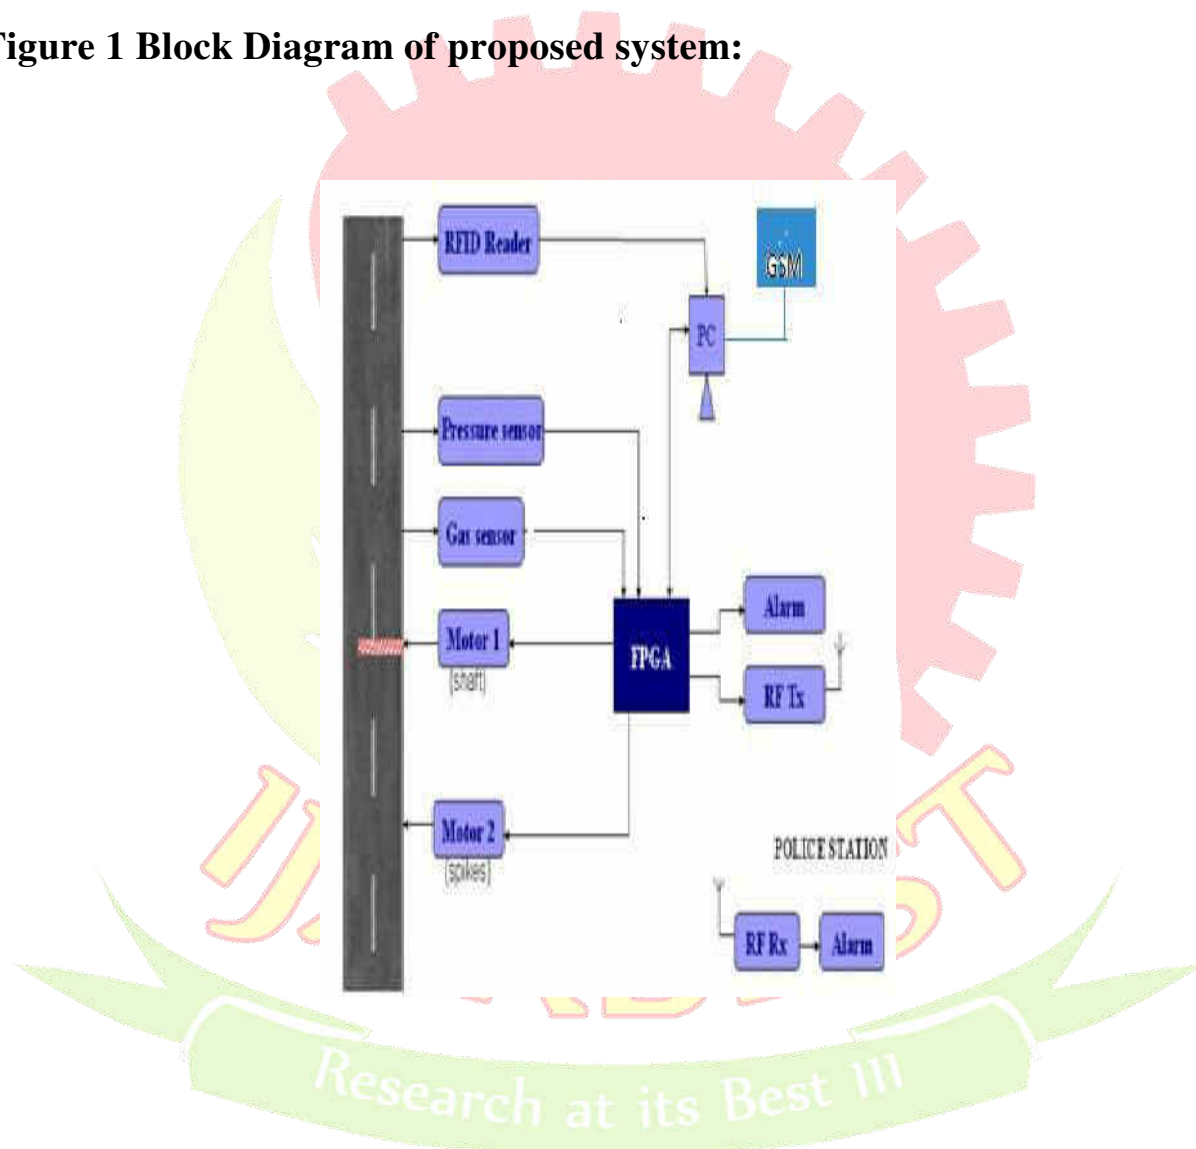 Figure 1 Block Diagram of proposed system:
RFID Reader
GSM
PC
Pressure sensor
Gas sensor
Alarm
Motor 1
(shaft)
FPGA
RF Tx
Motor 2
(spikes)
POLICE STATION
RF Rx
Alarm
Research at its Best !!!